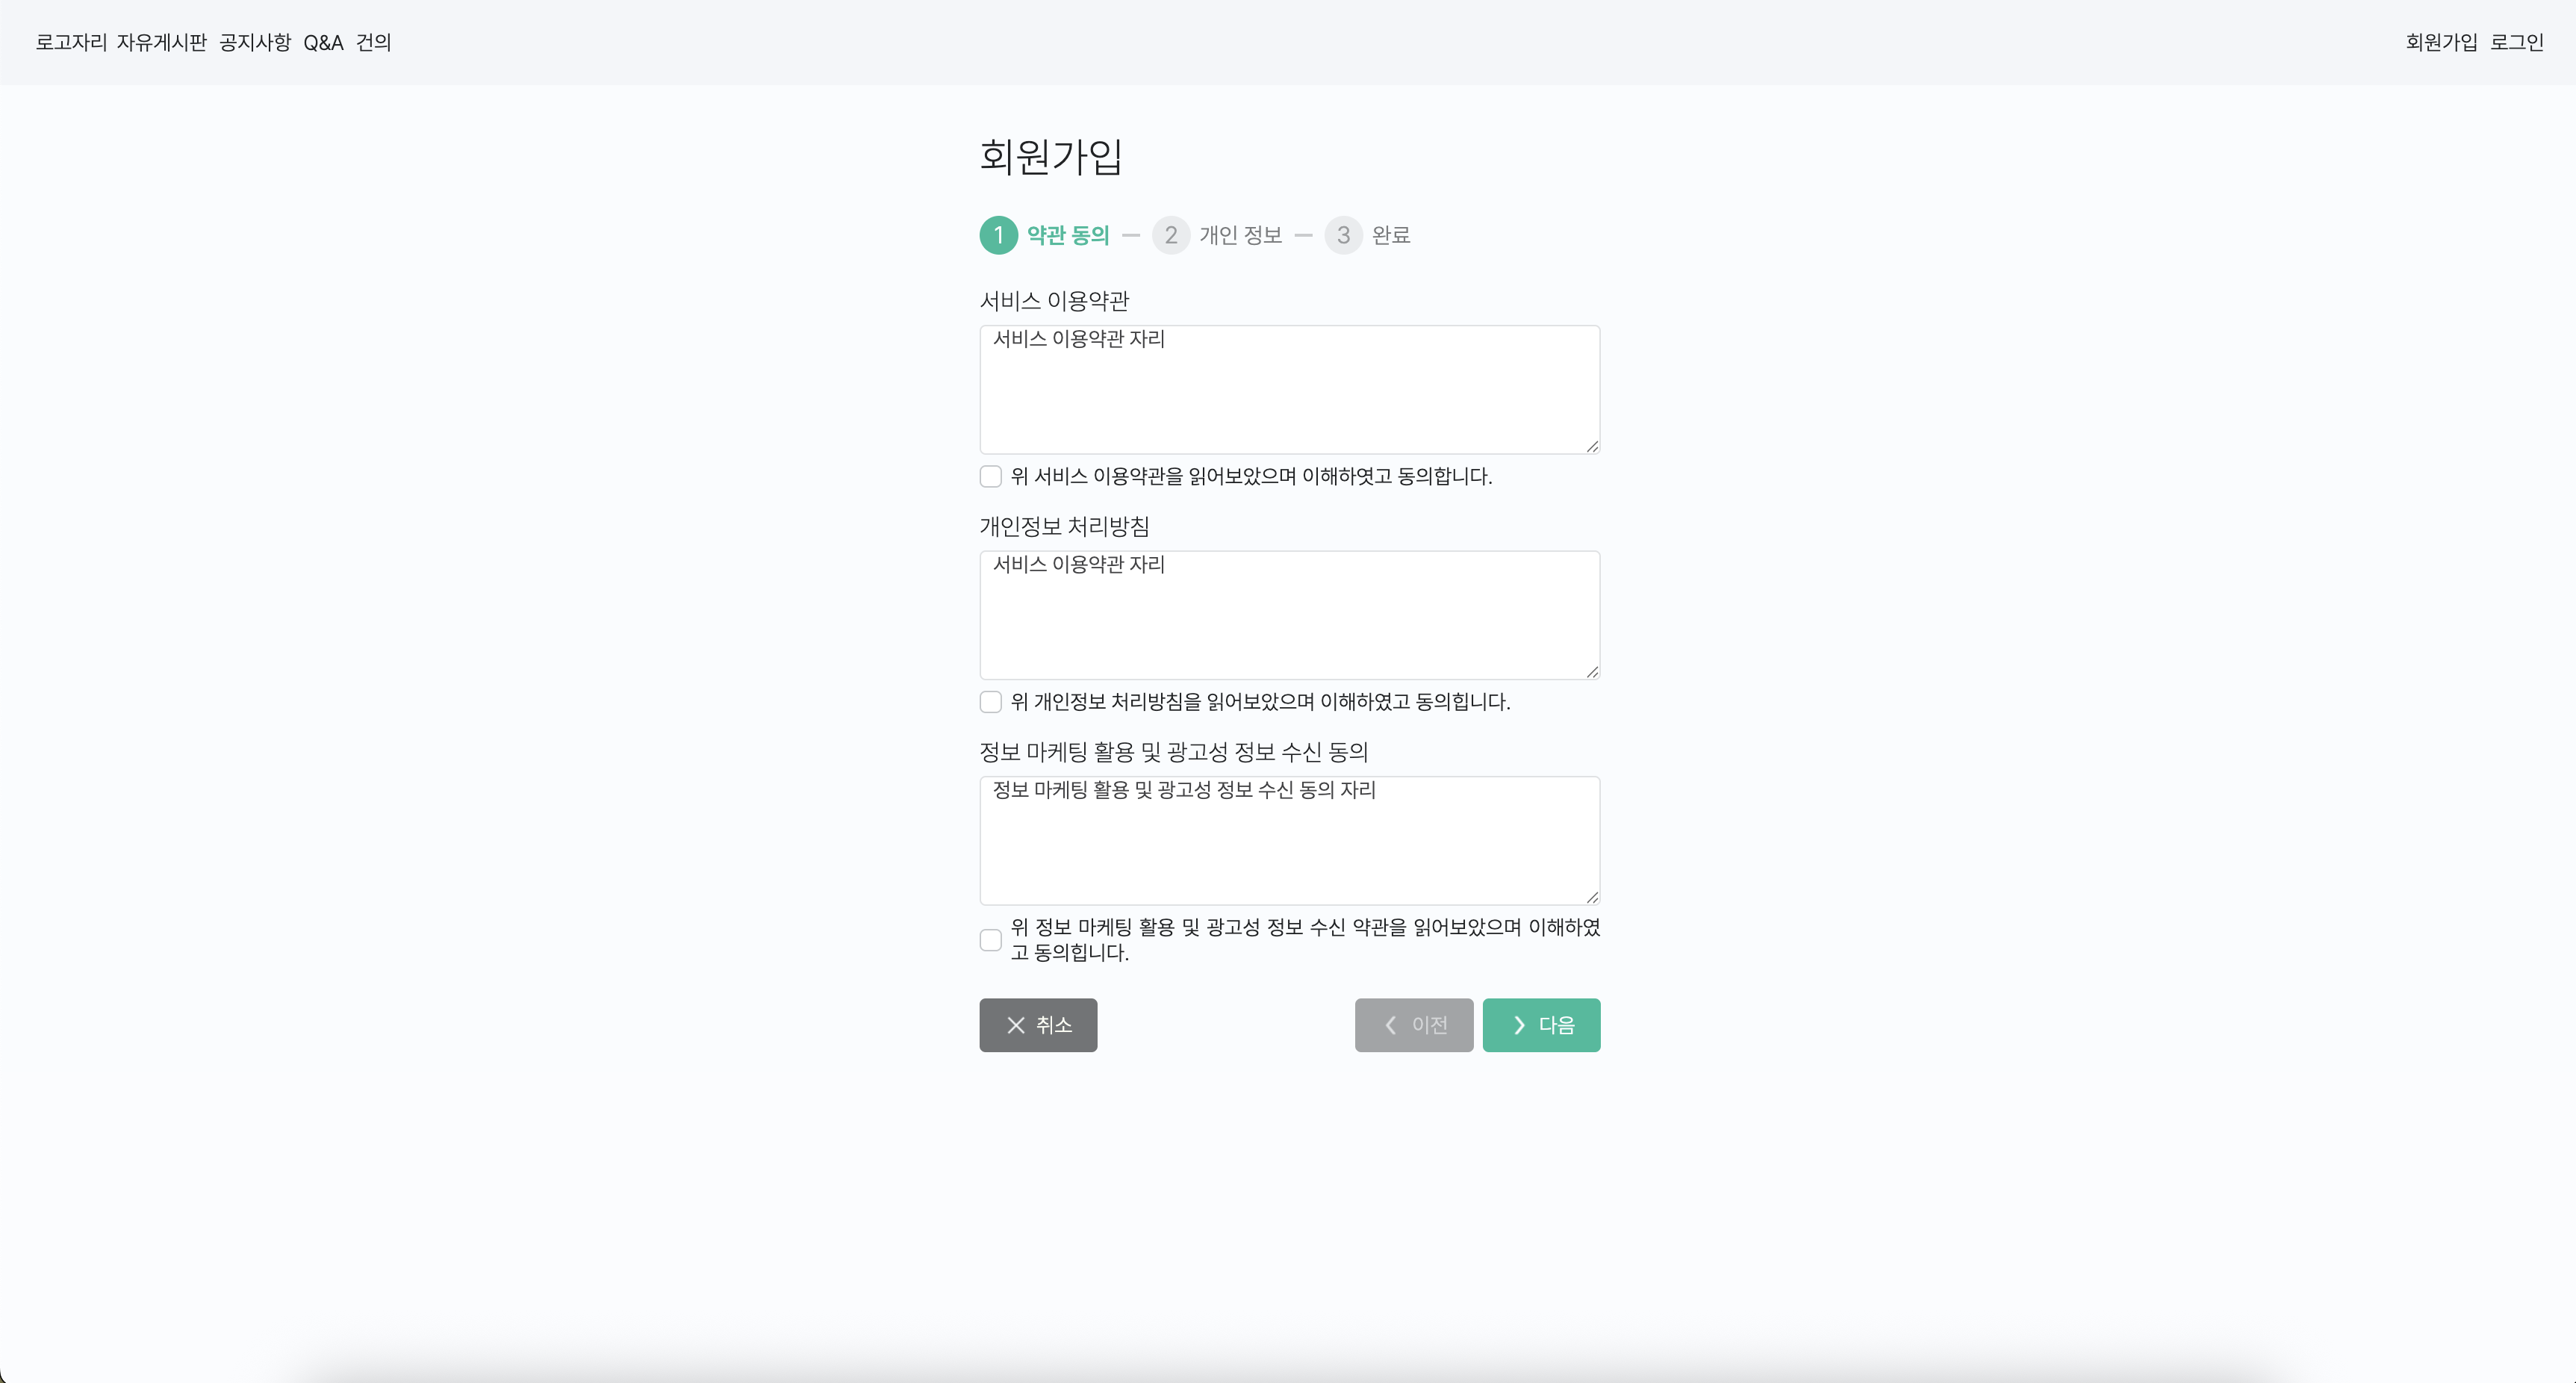 로고자리 자유게시판 공지사항 Q&A 건의 회원가입 로그인
회원가입
1 약관 동의 2 개인 정보 3 완료
서비스 이용약관
서비스 이용약관 자리
위 서비스 이용약관을 읽어보았으며 이해하엿고 동의합니다.
개인정보 처리방침
서비스 이용약관 자리
위 개인정보 처리방침을 읽어보았으며 이해하였고 동의힙니다.
정보 마케팅 활용 및 광고성 정보 수신 동의
정보 마케팅 활용 및 광고성 정보 수신 동의 자리
위 정보 마케팅 활용 및 광고성 정보 수신 약관을 읽어보았으며 이해하였
고 동의힙니다.
취소 이전 다음